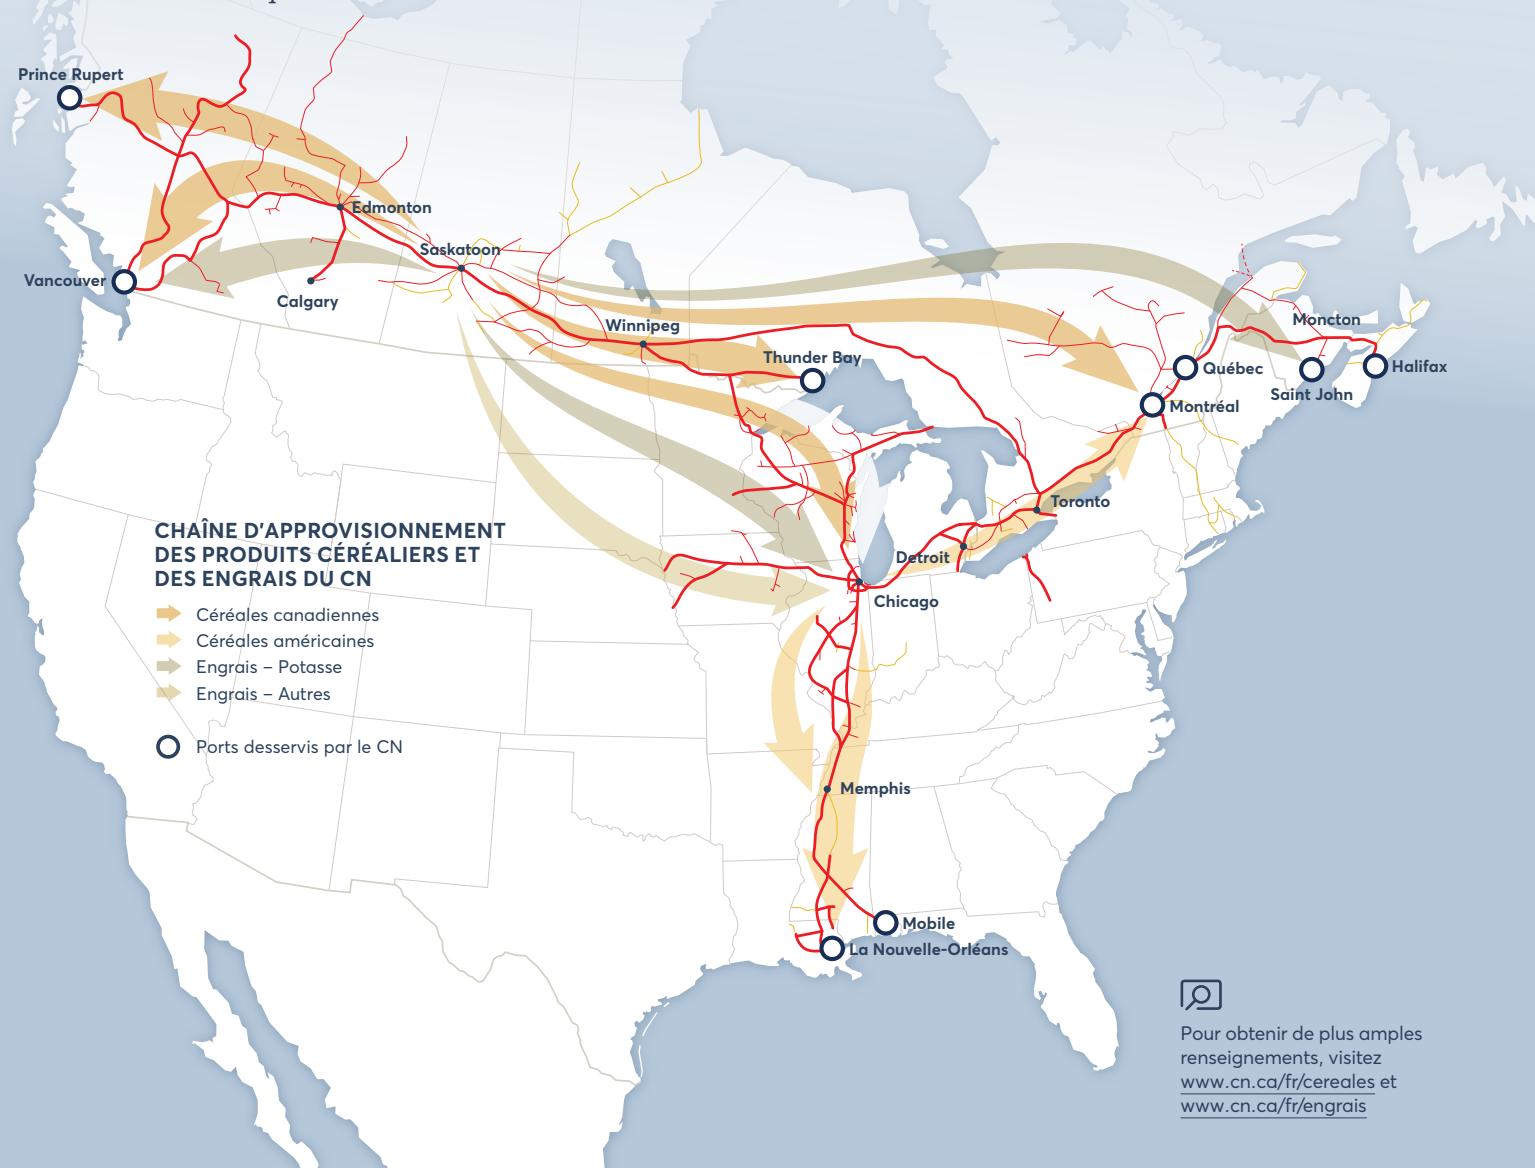 Prince Rupert
Edmonton
Saskatoon
Vancouver
Calgary
Winnipeg
Moncton
Thunder Bay
Québec
Halifax
Saint John
Montréal
Toronto
Detroit
Chicago
CHAÎNE D'APPROVISIONNEMENT
DES PRODUITS CÉRÉALIERS ET
DES ENGRAIS DU CN
Céréales canadiennes
Céréales américaines
Engrais – Potasse
Engrais – Autres
Ports desservis par le CN
Memphis
Mobile
La Nouvelle-Orléans
Pour obtenir de plus amples
renseignements, visitez
www.cn.ca/fr/cereales et
www.cn.ca/fr/engrais